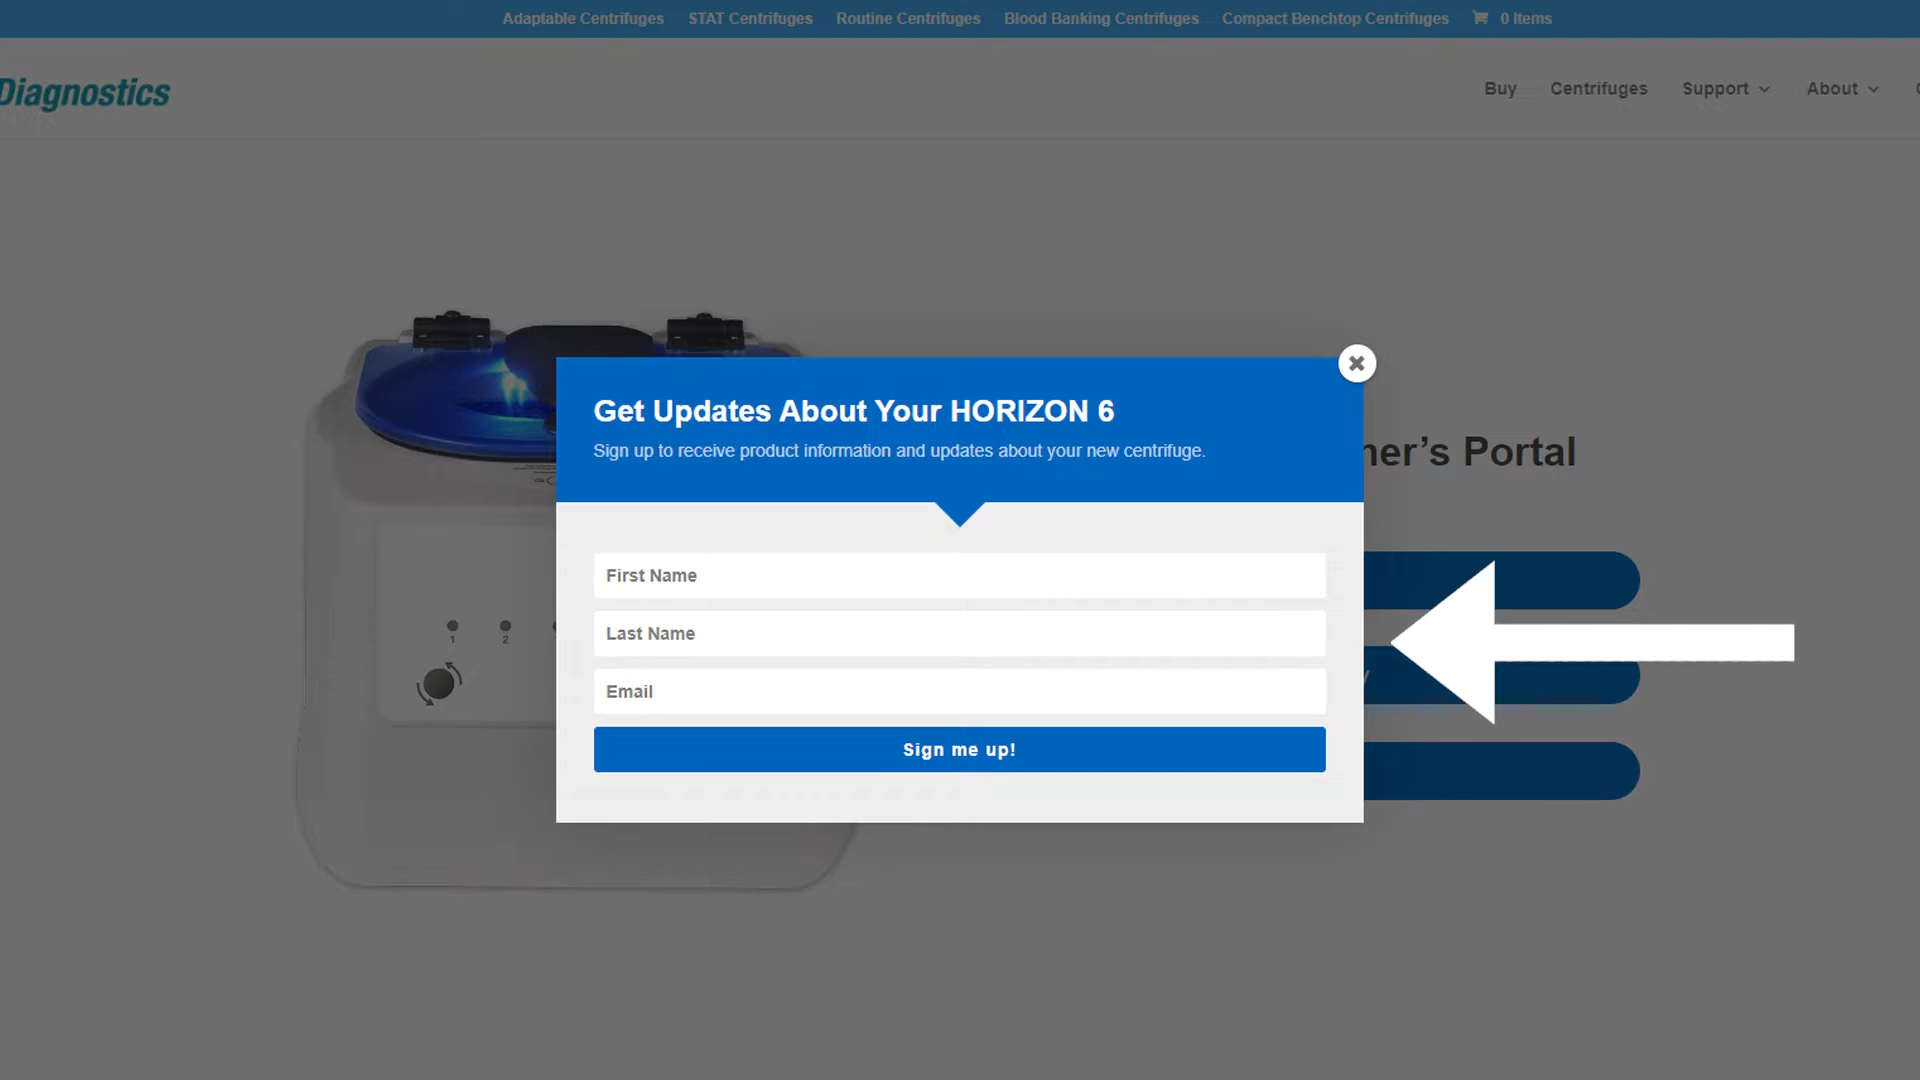 Adaptable Centrifuges STAT Centrifuges Routine Centrifuges Blood Banking Centrifuges Compact Benchtop Centrifuges 0 Items
Diagnostics
Buy Centrifuges Support About
Get Updates About Your HORIZON 6
Sign up to receive product information and updates about your new centrifuge.
ner’s Portal
First Name
1 2
Last Name
Email
Sign me up!